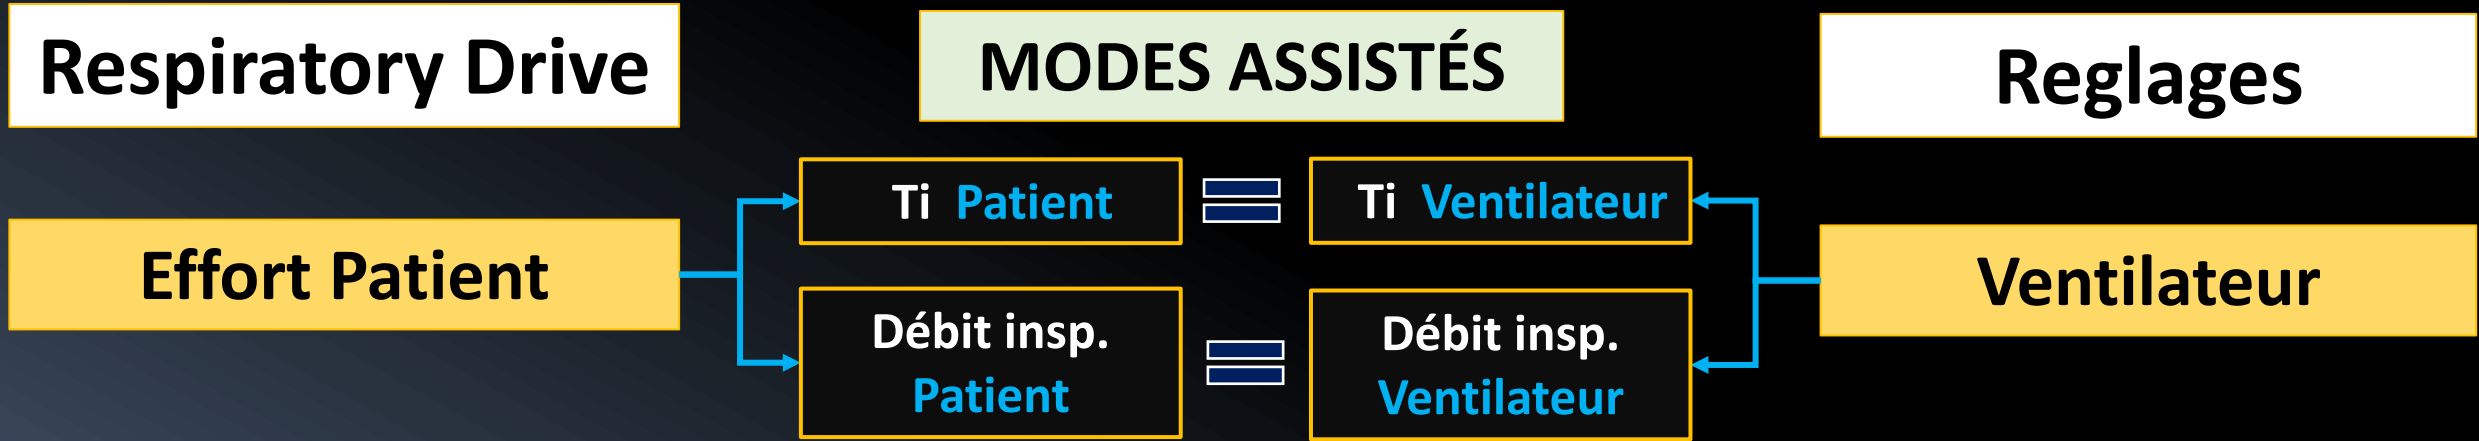 Respiratory Drive
MODES ASSISTÉS
Reglages
Effort Patient
Ti Patient
Ti Ventilateur
Débit insp.
Patient
Débit insp.
Ventilateur
Ventilateur